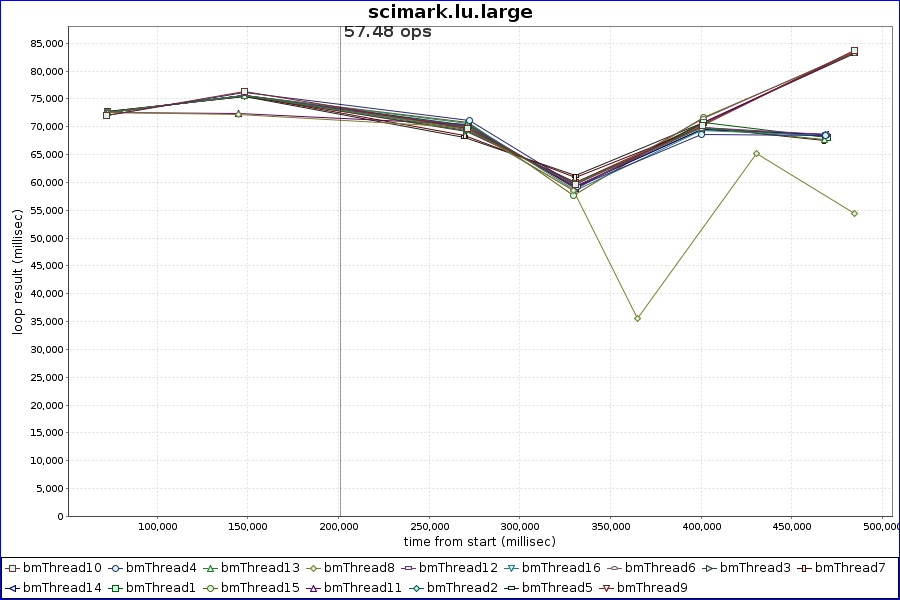 scimark.lu.large
57.48 ops
85,000
80,000
75,000
70,000
65,000
60,000
55,000
50,000
45,000
40,000
35,000
30,000
25,000
20,000
15,000
10,000
5,000
0
loop result (millisec)
100,000 150,000 200,000 250,000 300,000 350,000 400,000 450,000 500,000
time from start (millisec)
bmThread10 bmThread4 bmThread13 bmThread8 bmThread12 bmThread16 bmThread6 bmThread3 bmThread7
bmThread14 bmThread1 bmThread15 bmThread11 bmThread2 bmThread5 bmThread9